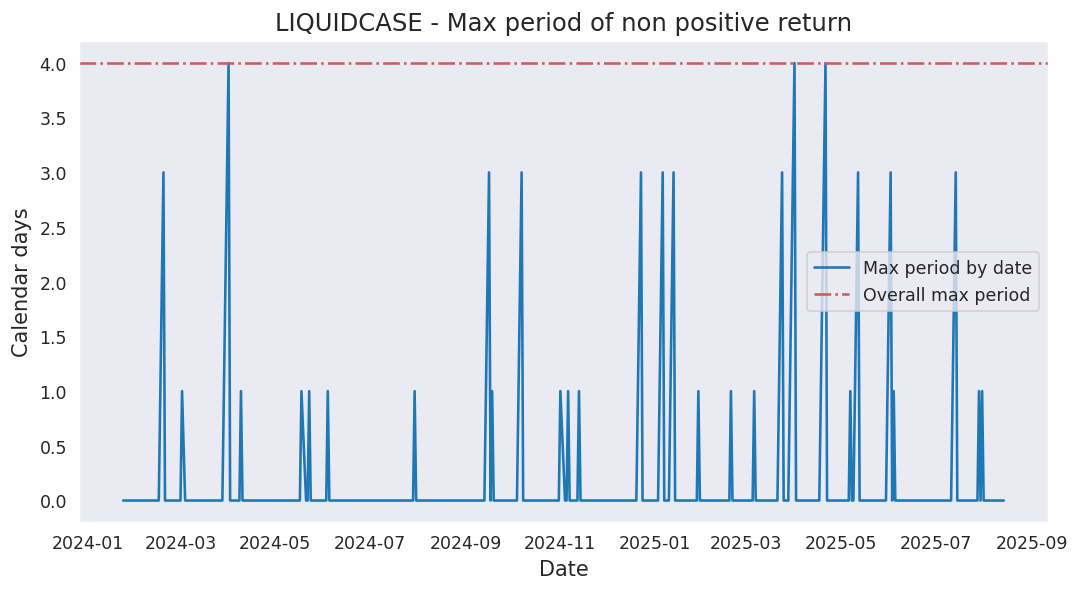 LIQUIDCASE - Max period of non positive return
4.0
3.5
3.0
2.5
2.0
1.5
1.0
0.5
0.0
Calendar days
Max period by date
Overall max period
2024-01 2024-03 2024-05 2024-07 2024-09 2024-11 2025-01 2025-03 2025-05 2025-07 2025-09
Date